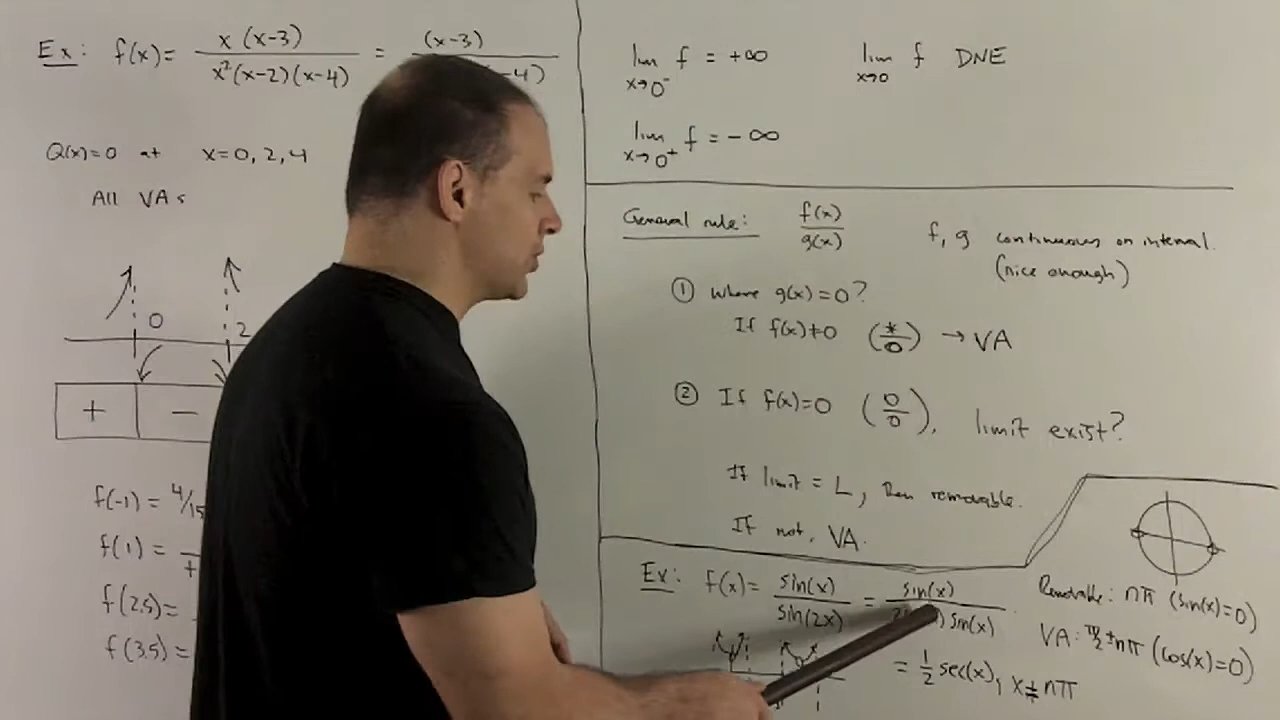 Ex: f(x) = x(x-3) / x²(x-2)(x-4) = (x-3) / -4)
Q(x)=0 at x=0, 2, 4
All VAs
0 2
+ −
f(-1) = 4/15
f(1) =
f(2.5) =
f(3.5) =
lim x→0⁻ f = +∞ lim x→0 f DNE
lim x→0⁺ f = -∞
General rule: f(x)/g(x) f, g continuous on interval.
(nice enough)
① Where g(x)=0?
If f(x)≠0 (*/0) → VA
② If f(x)=0 (0/0), limit exist?
If limit = L, then removable.
If not, VA.
Ex: f(x) = sin(x)/sin(2x) = sin(x) / sin(x)
= 1/2 sec(x), x≠nπ
Removable: nπ (sin(x)=0)
VA: π/2 ± nπ (cos(x)=0)